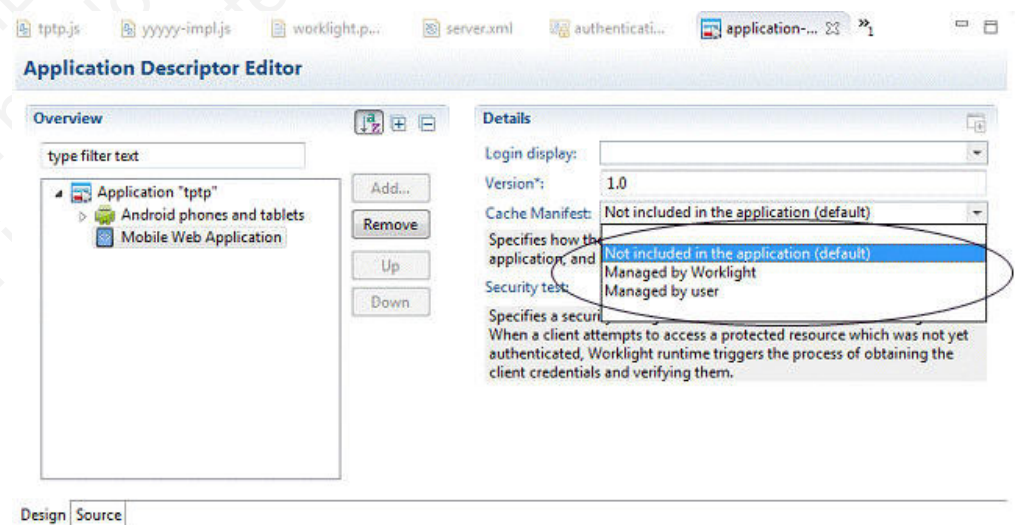 tptp.js yyyyy-impl.js worklight.p... server.xml authenticati... application-... »1
Application Descriptor Editor
Overview
Details
type filter text
Login display:
Application "tptp"
Add...
Version*: 1.0
Android phones and tablets
Remove
Cache Manifest: Not included in the application (default)
Mobile Web Application
Specifies how the
Not included in the application (default)
application, and
Up
Managed by Worklight
Security test:
Managed by user
Down
Specifies a
When a client attempts to access a protected resource which was not yet
authenticated, Worklight runtime triggers the process of obtaining the
client credentials and verifying them.
Design Source